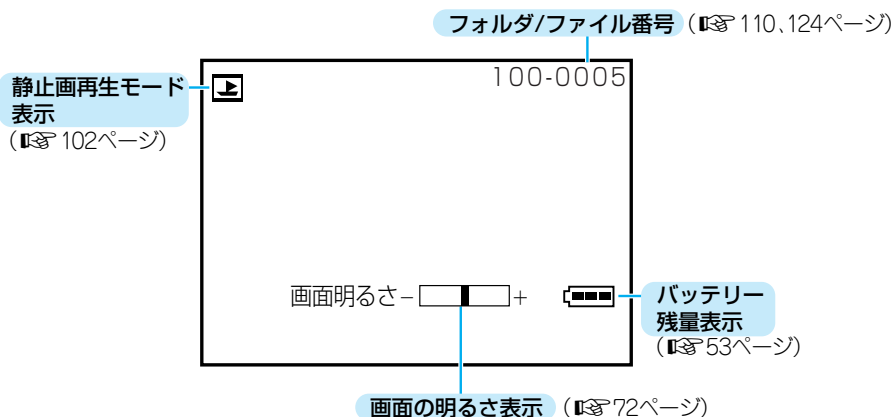 フォルダ/ファイル番号（☞110、124ページ）
100-0005
静止画再生モード
表示
（☞102ページ）
画面明るさ−+
バッテリー
残量表示
（☞53ページ）
画面の明るさ表示（☞72ページ）